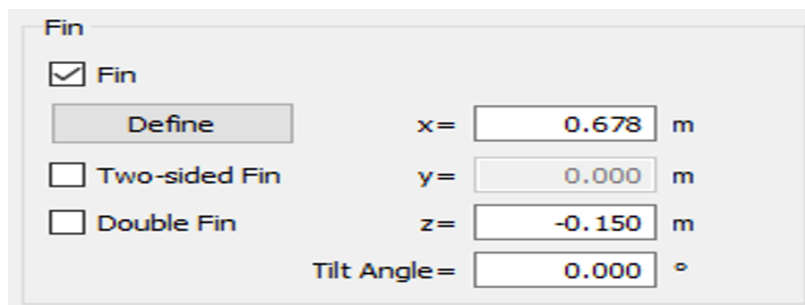 Fin
Fin
Define x= 0.678 m
Two-sided Fin y= 0.000 m
Double Fin z= -0.150 m
Tilt Angle= 0.000 °